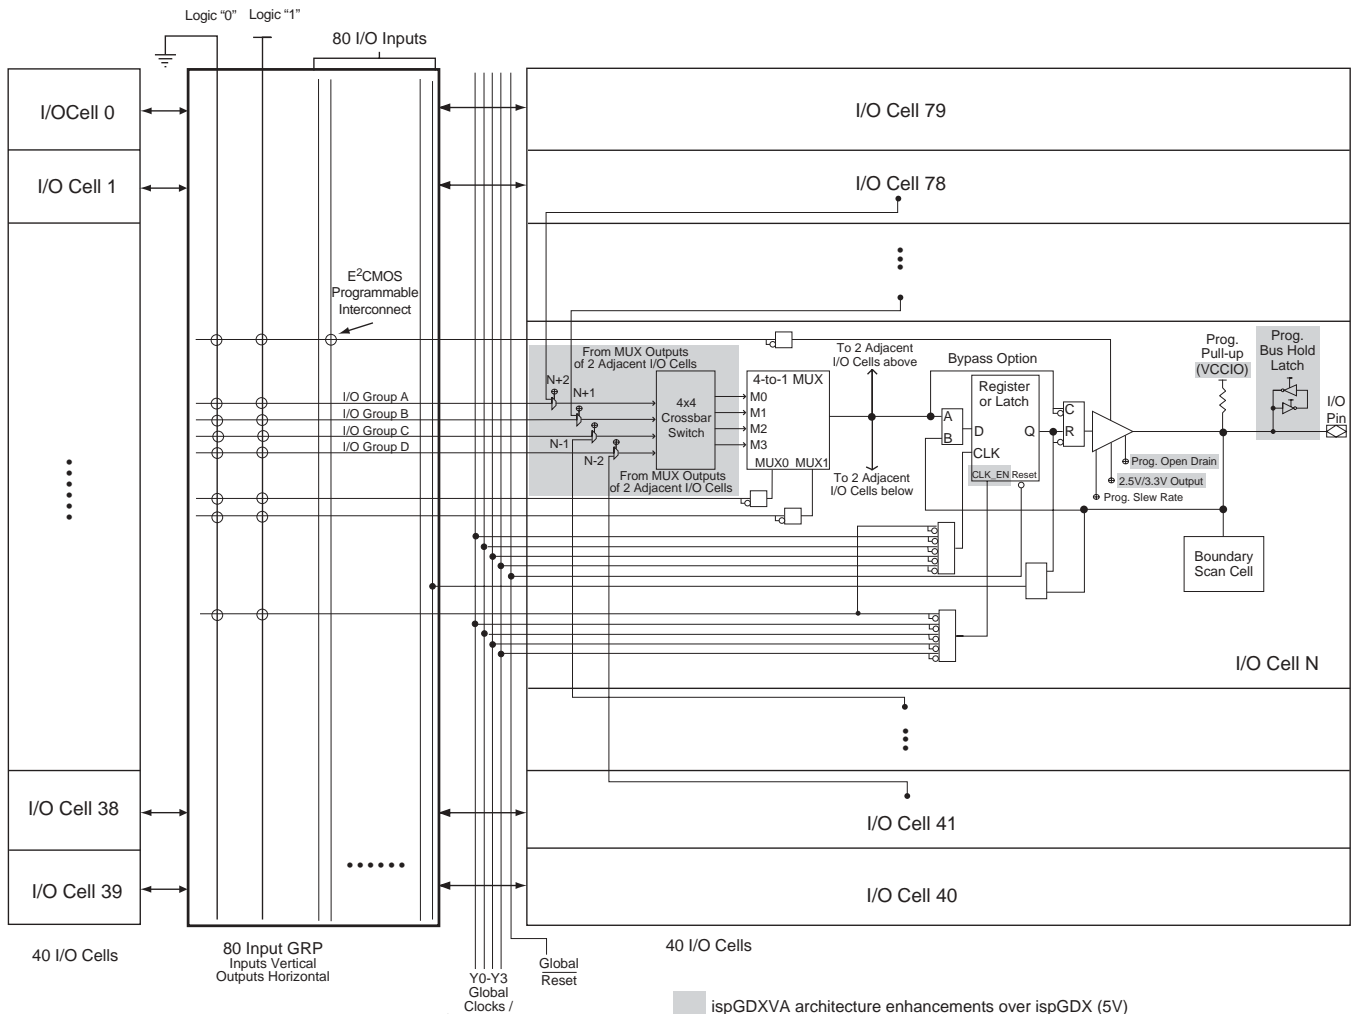 Logic “0” Logic “1”
80 I/O Inputs
I/OCell 0
I/O Cell 79
I/O Cell 1
I/O Cell 78
E2CMOS
Programmable
Interconnect
From MUX Outputs
of 2 Adjacent I/O Cells
N+2
N+1
N-1
N-2
4x4
Crossbar
Switch
From MUX Outputs
of 2 Adjacent I/O Cells
I/O Group A
I/O Group B
I/O Group C
I/O Group D
4-to-1 MUX
M0
M1
M2
M3
MUX0 MUX1
To 2 Adjacent
I/O Cells above
To 2 Adjacent
I/O Cells below
Bypass Option
Register
or Latch
A
B
D
Q
CLK
CLK_EN Reset
C
R
Prog.
Pull-up
(VCCIO)
Prog.
Bus Hold
Latch
I/O
Pin
Prog. Open Drain
2.5V/3.3V Output
Prog. Slew Rate
Boundary
Scan Cell
I/O Cell N
I/O Cell 38
I/O Cell 41
I/O Cell 39
I/O Cell 40
40 I/O Cells
80 Input GRP
Inputs Vertical
Outputs Horizontal
Y0-Y3
Global
Clocks /
Global
Reset
40 I/O Cells
ispGDXVA architecture enhancements over ispGDX (5V)